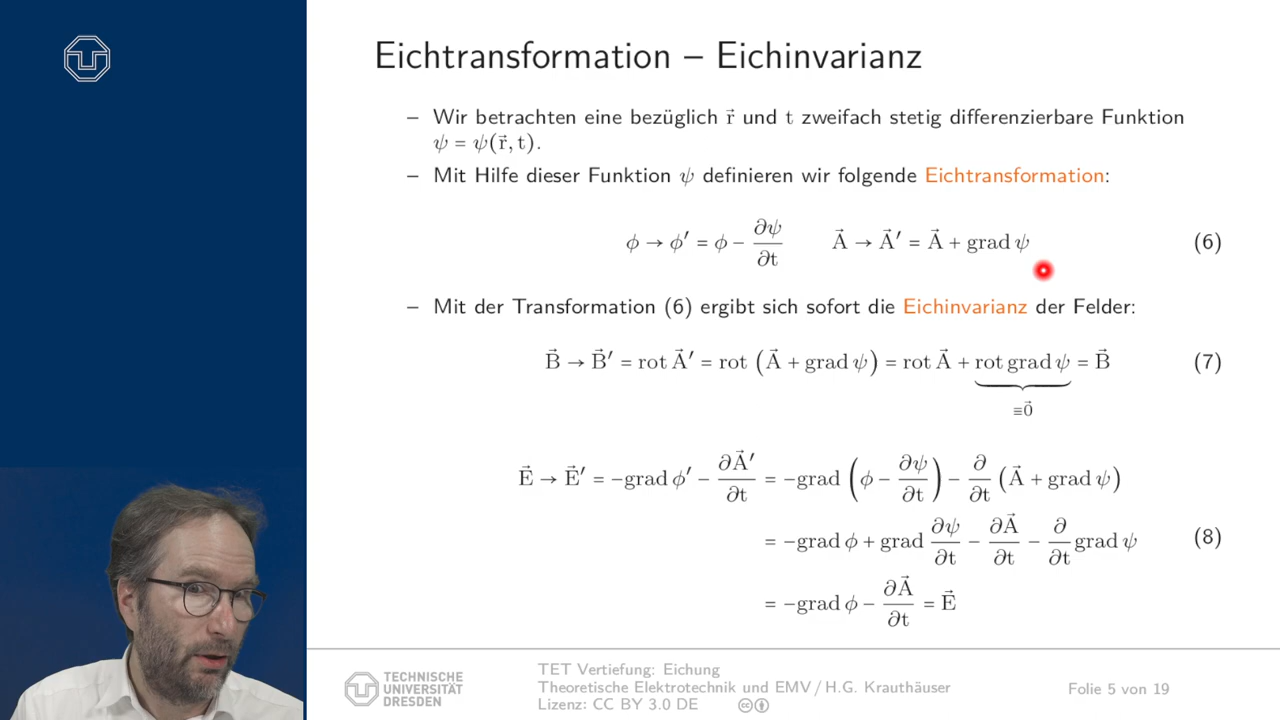 Eichtransformation – Eichinvarianz
– Wir betrachten eine bezüglich r⃗ und t zweifach stetig differenzierbare Funktion
ψ = ψ(r⃗, t).
– Mit Hilfe dieser Funktion ψ definieren wir folgende Eichtransformation:
ϕ → ϕ′ = ϕ − ∂ψ/∂t    A⃗ → A⃗′ = A⃗ + grad ψ    (6)
– Mit der Transformation (6) ergibt sich sofort die Eichinvarianz der Felder:
B⃗ → B⃗′ = rot A⃗′ = rot (A⃗ + grad ψ) = rot A⃗ + rot grad ψ = B⃗    (7)
≡0⃗
E⃗ → E⃗′ = −grad ϕ′ − ∂A⃗′/∂t = −grad (ϕ − ∂ψ/∂t) − ∂/∂t (A⃗ + grad ψ)
= −grad ϕ + grad ∂ψ/∂t − ∂A⃗/∂t − ∂/∂t grad ψ    (8)
= −grad ϕ − ∂A⃗/∂t = E⃗
TECHNISCHE
UNIVERSITÄT
DRESDEN
TET Vertiefung: Eichung
Theoretische Elektrotechnik und EMV / H.G. Krauthäuser
Lizenz: CC BY 3.0 DE
Folie 5 von 19